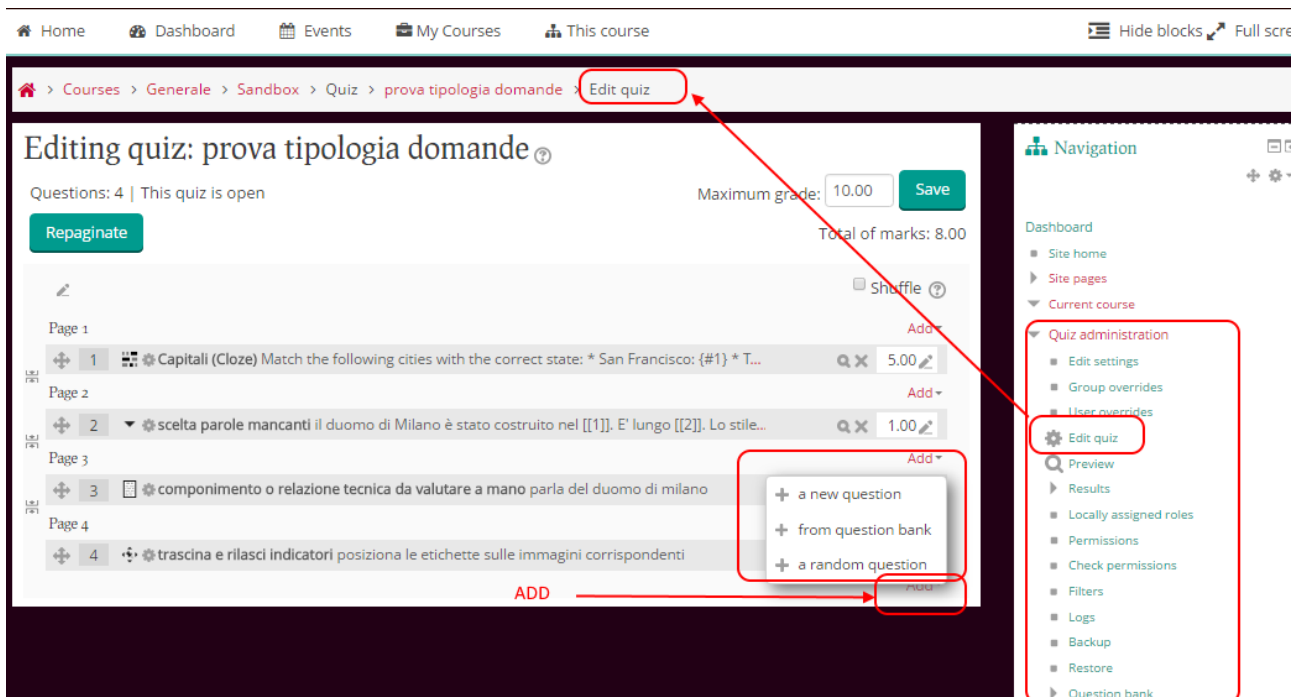 Home Dashboard Events My Courses This course Hide blocks Full scre
> Courses > Generale > Sandbox > Quiz > prova tipologia domande > Edit quiz
Editing quiz: prova tipologia domande
Questions: 4 | This quiz is open
Maximum grade: 10.00 Save
Repaginate
Total of marks: 8.00
Shuffle
Page 1 Add
1 Capitali (Cloze) Match the following cities with the correct state: * San Francisco: {#1} * T... 5.00
Page 2 Add
2 scelta parole mancanti il duomo di Milano è stato costruito nel [[1]]. E' lungo [[2]]. Lo stile... 1.00
Page 3 Add
3 componimento o relazione tecnica da valutare a mano parla del duomo di milano
Page 4
4 trascina e rilasci indicatori posiziona le etichette sulle immagini corrispondenti
+ a new question
+ from question bank
+ a random question
ADD Add
Navigation
Dashboard
Site home
Site pages
Current course
Quiz administration
Edit settings
Group overrides
User overrides
Edit quiz
Preview
Results
Locally assigned roles
Permissions
Check permissions
Filters
Logs
Backup
Restore
Question bank